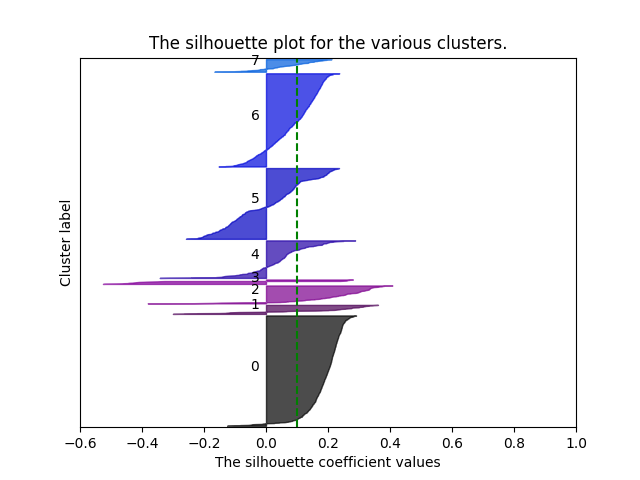 The silhouette plot for the various clusters.
7
6
5
4
3
2
1
0
Cluster label
−0.6 −0.4 −0.2 0.0 0.2 0.4 0.6 0.8 1.0
The silhouette coefficient values